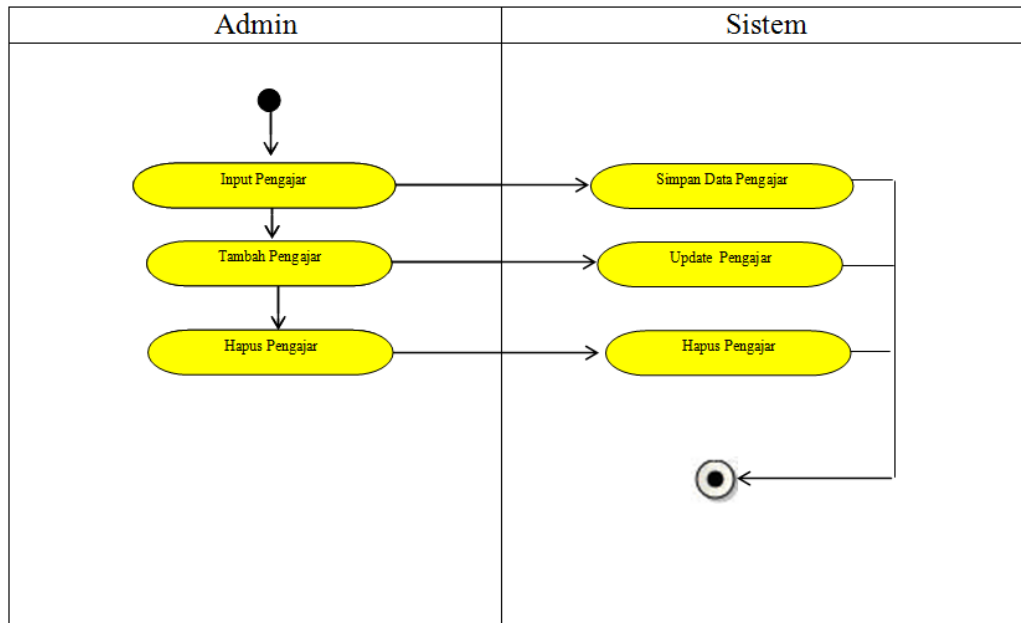 Admin
Sistem
Input Pengajar
Simpan Data Pengajar
Tambah Pengajar
Update Pengajar
Hapus Pengajar
Hapus Pengajar